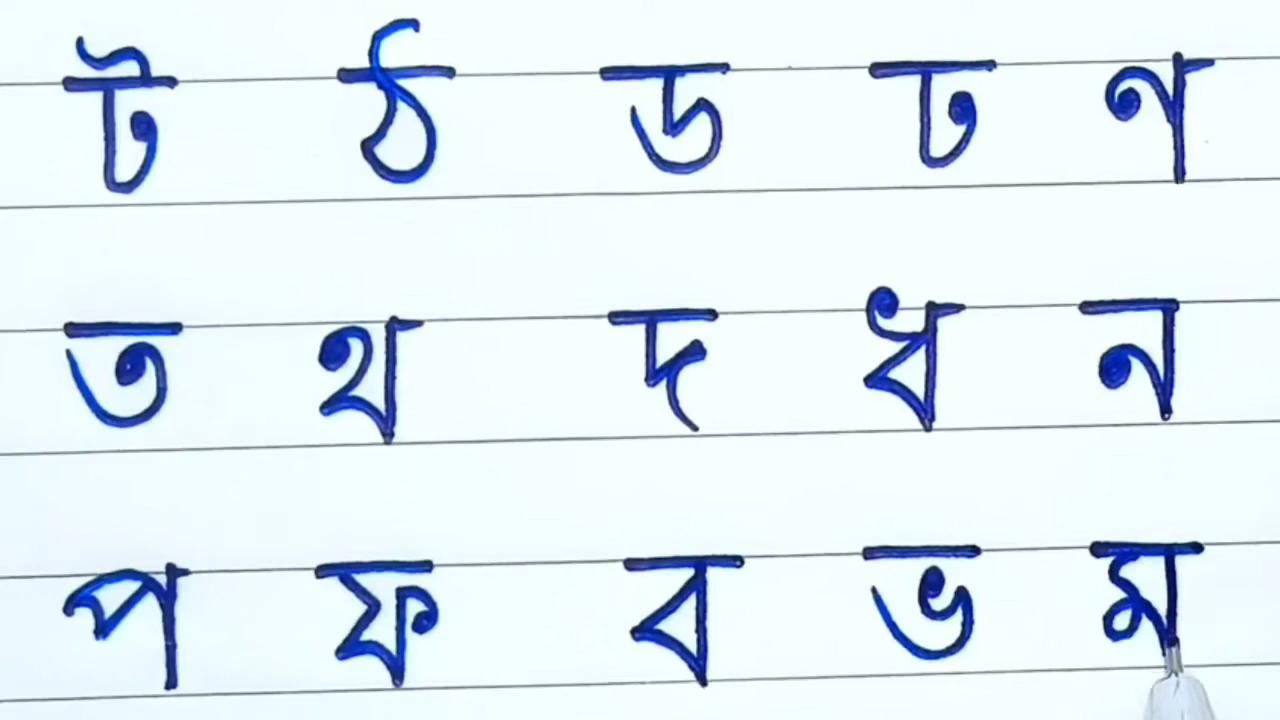 ট ঠ ড ঢ ণ
ত থ দ ধ ন
প ফ ব ভ ম